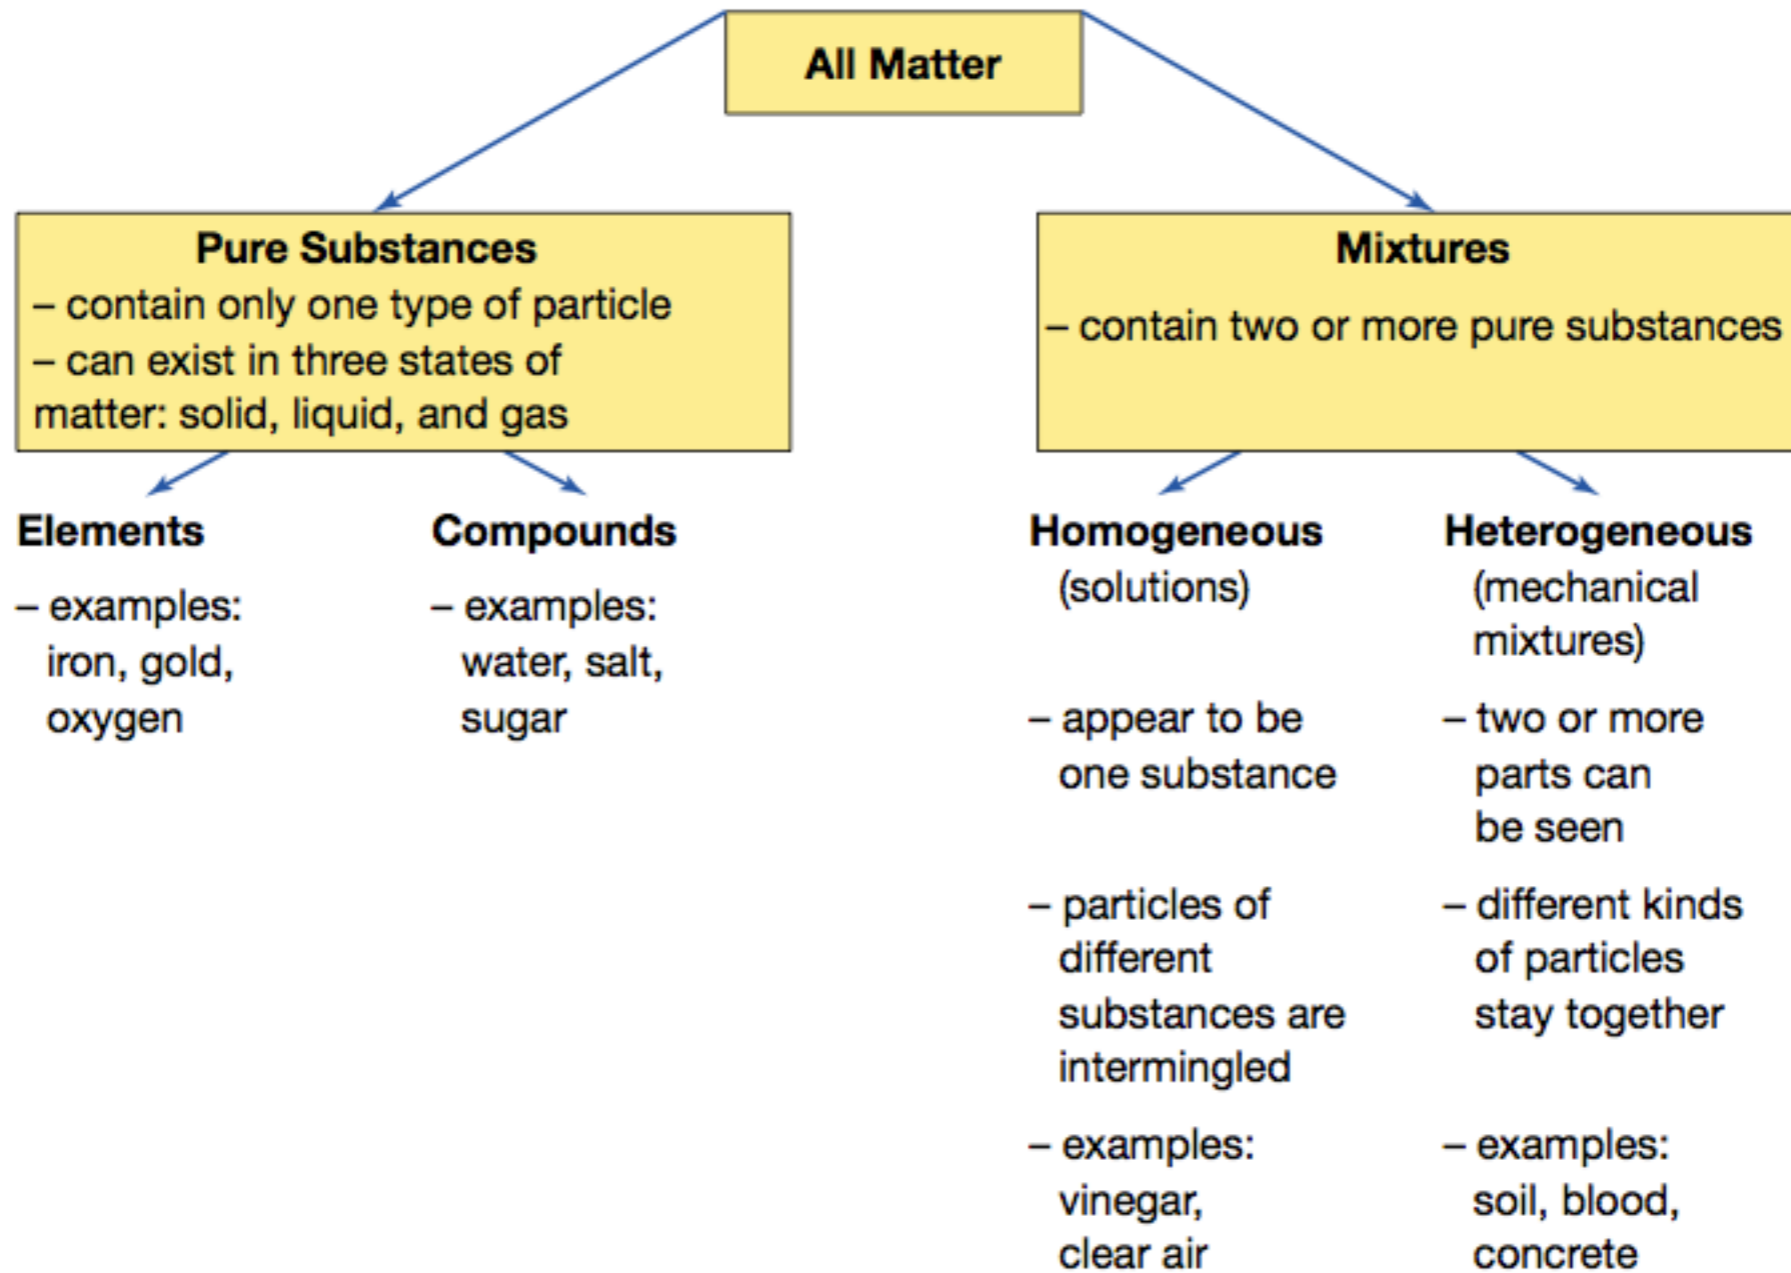 All Matter
Pure Substances
– contain only one type of particle
– can exist in three states of
matter: solid, liquid, and gas
Mixtures
– contain two or more pure substances
Elements
– examples:
iron, gold,
oxygen
Compounds
– examples:
water, salt,
sugar
Homogeneous
(solutions)
– appear to be
one substance
– particles of
different
substances are
intermingled
– examples:
vinegar,
clear air
Heterogeneous
(mechanical
mixtures)
– two or more
parts can
be seen
– different kinds
of particles
stay together
– examples:
soil, blood,
concrete